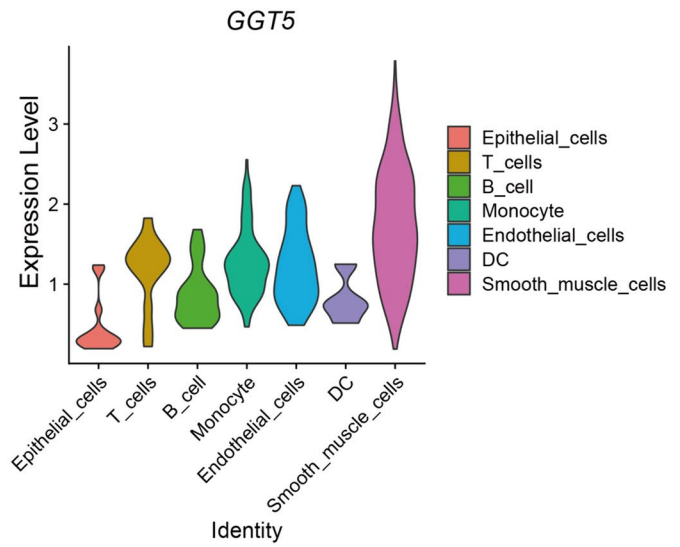 GGT5
Expression Level
3
2
1
Epithelial_cells
T_cells
B_cell
Monocyte
Endothelial_cells
DC
Smooth_muscle_cells
Identity
Epithelial_cells
T_cells
B_cell
Monocyte
Endothelial_cells
DC
Smooth_muscle_cells